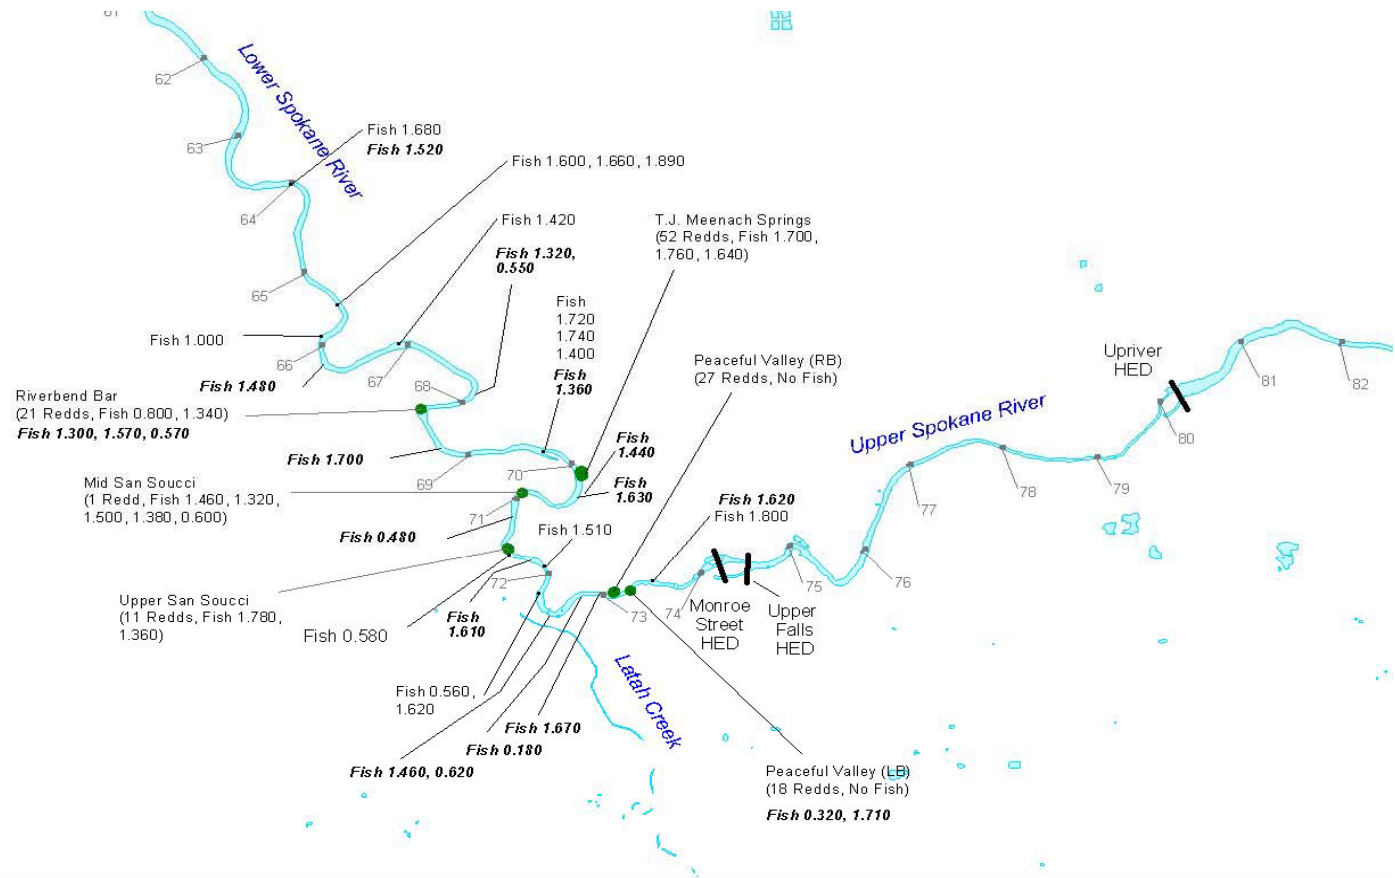 61
62
Lower Spokane River
63
Fish 1.680
Fish 1.520
Fish 1.600, 1.660, 1.890
64
Fish 1.420
T.J. Meenach Springs
(52 Redds, Fish 1.700,
1.760, 1.640)
Fish 1.320,
0.550
65
Fish
1.720
1.740
1.400
Fish
1.360
Fish 1.000
66
67
Fish 1.480
68
Peaceful Valley (RB)
(27 Redds, No Fish)
Upriver
HED
81
82
80
Riverbend Bar
(21 Redds, Fish 0.800, 1.340)
Fish 1.300, 1.570, 0.570
Upper Spokane River
Fish 1.700
69
70
Fish
1.440
79
78
77
Mid San Soucci
(1 Redd, Fish 1.460, 1.320,
1.500, 1.380, 0.600)
71
Fish
1.630
Fish 1.620
Fish 1.800
Fish 0.480
Fish 1.510
72
76
75
Upper San Soucci
(11 Redds, Fish 1.780,
1.360)
Fish 0.580
Fish
1.610
73
74
Monroe
Street
HED
Upper
Falls
HED
Latah Creek
Fish 0.560,
1.620
Fish 1.670
Fish 0.180
Fish 1.460, 0.620
Peaceful Valley (LB)
(18 Redds, No Fish)
Fish 0.320, 1.710